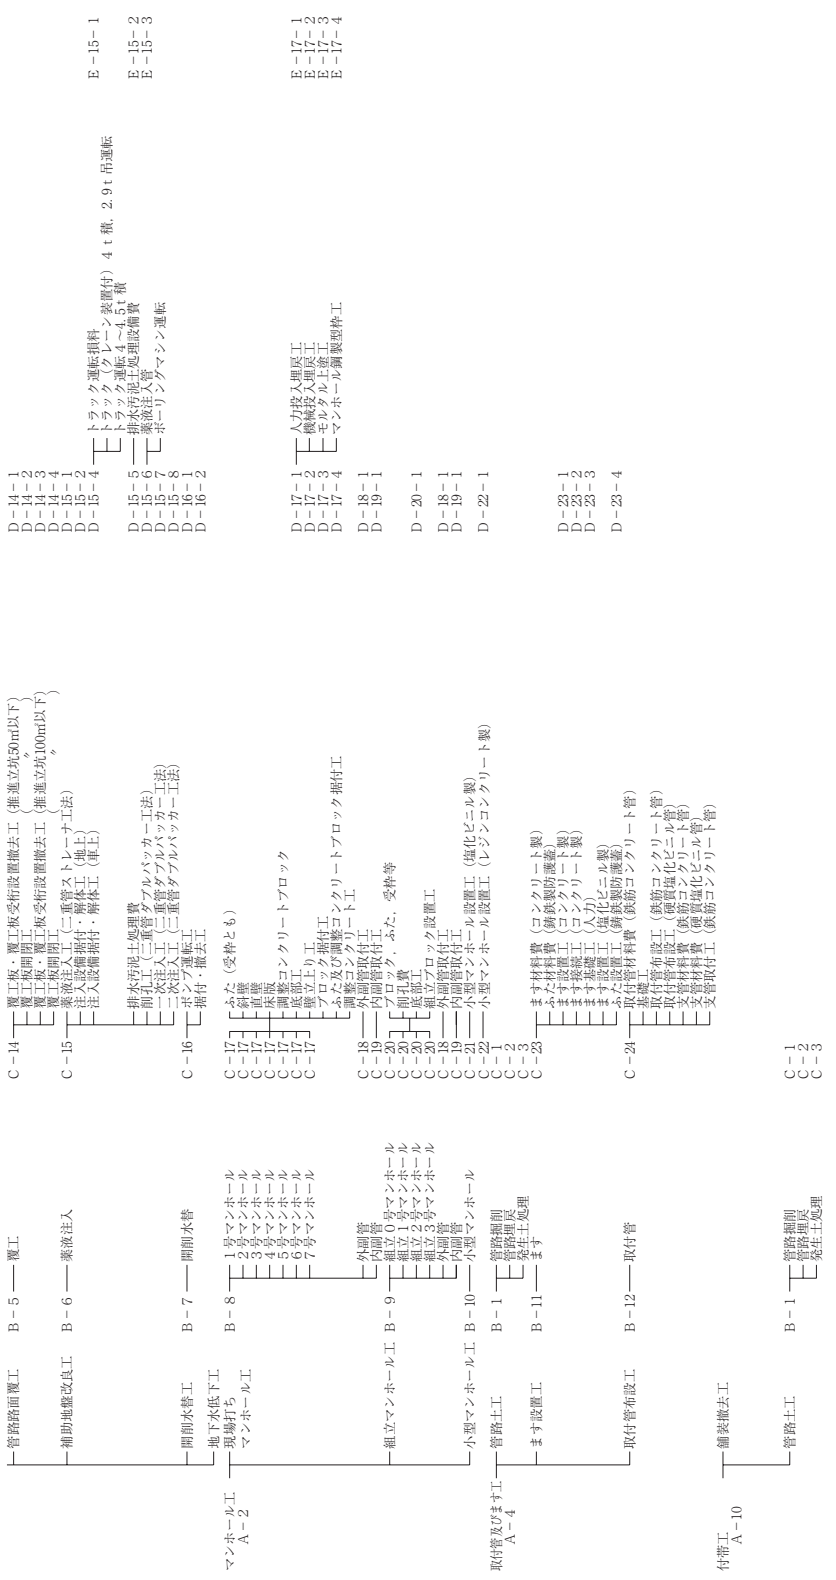 管路路面覆工 B－5 覆工 C－14 覆工板・覆工板受桁設置撤去工（推進立坑50㎡以下） D－14－1
覆工板開閉工（ 〃 ） D－14－2
覆工板・覆工板受桁設置撤去工（推進立坑100㎡以下） D－14－3
覆工板開閉工（ 〃 ） D－14－4
補助地盤改良工 B－6 薬液注入 C－15 薬液注入工（二重管ストレーナ工法） D－15－1
注入設備据付・解体工（地上） D－15－2
注入設備据付・解体工（車上） D－15－4 トラック運転損料 E－15－1
トラック（クレーン装置付） 4ｔ積，2.9ｔ吊運転
トラック運転4～4.5ｔ積
排水汚泥土処理費 D－15－5 排水汚泥土処理設備費 E－15－2
削孔工（二重管ダブルパッカー工法） D－15－6 薬液注入管 E－15－3
一次注入工（二重管ダブルパッカー工法） D－15－7 ボーリングマシン運転
二次注入工（二重管ダブルパッカー工法） D－15－8
開削水替工 B－7 開削水替 C－16 ポンプ運転工 D－16－1
据付・撤去工 D－16－2
地下水低下工
マンホール工 A－2 現場打ちマンホール工 B－8 1号マンホール C－17 ふた（受枠とも）
2号マンホール C－17 斜壁
3号マンホール C－17 直壁
4号マンホール C－17 床版
5号マンホール C－17 調整コンクリートブロック
6号マンホール C－17 底部工 D－17－1 人力投入埋戻工 E－17－1
7号マンホール C－17 壁立上り工 D－17－2 機械投入埋戻工 E－17－2
ブロック据付工 D－17－3 モルタル上塗工 E－17－3
ふた及び調整コンクリートブロック据付工 D－17－4 マンホール鋼製型枠工 E－17－4
調整コンクリート工
外副管 C－18 外副管取付工 D－18－1
内副管 C－19 内副管取付工 D－19－1
組立マンホール工 B－9 組立0号マンホール C－20 ブロック，ふた，受枠等
組立1号マンホール C－20 削孔費
組立2号マンホール C－20 底部工 D－20－1
組立3号マンホール C－20 組立ブロック設置工
外副管 C－18 外副管取付工 D－18－1
内副管 C－19 内副管取付工 D－19－1
小型マンホール工 B－10 小型マンホール C－21 小型マンホール設置工（塩化ビニル製）
C－22 小型マンホール設置工（レジンコンクリート製） D－22－1
取付管及びます工 A－4 管路土工 B－1 管路掘削 C－1
管路埋戻 C－2
発生土処理 C－3
ます設置工 B－11 ます C－23 ます材料費（コンクリート製）
ふた材料費（鋳鉄製防護蓋）
ます設置工（コンクリート製） D－23－1
ます接続工（コンクリート製） D－23－2
ます基礎工（人力） D－23－3
ます設置工（塩化ビニル製）
ふた設置工（鋳鉄製防護蓋） D－23－4
取付管布設工 B－12 取付管 C－24 取付管材料費（鉄筋コンクリート管）
基礎工
取付管布設工（鉄筋コンクリート管）
取付管布設工（硬質塩化ビニル管）
支管材料費（鉄筋コンクリート管）
支管材料費（硬質塩化ビニル管）
支管取付工（鉄筋コンクリート管）
付帯工 A－10 舗装撤去工
管路土工 B－1 管路掘削 C－1
管路埋戻 C－2
発生土処理 C－3